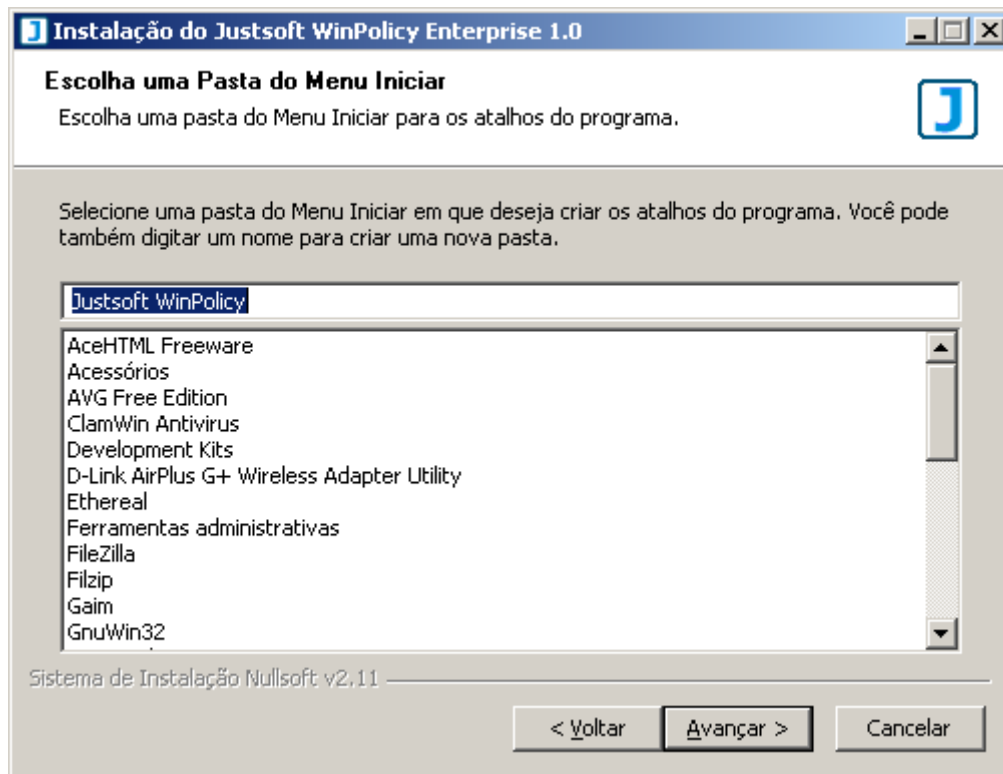 Instalação do Justsoft WinPolicy Enterprise 1.0
Escolha uma Pasta do Menu Iniciar
Escolha uma pasta do Menu Iniciar para os atalhos do programa.
J
Selecione uma pasta do Menu Iniciar em que deseja criar os atalhos do programa. Você pode
também digitar um nome para criar uma nova pasta.
Justsoft WinPolicy
AceHTML Freeware
Acessórios
AVG Free Edition
ClamWin Antivirus
Development Kits
D-Link AirPlus G+ Wireless Adapter Utility
Ethereal
Ferramentas administrativas
FileZilla
Filzip
Gaim
GnuWin32
Sistema de Instalação Nullsoft v2.11
< Voltar
Avançar >
Cancelar